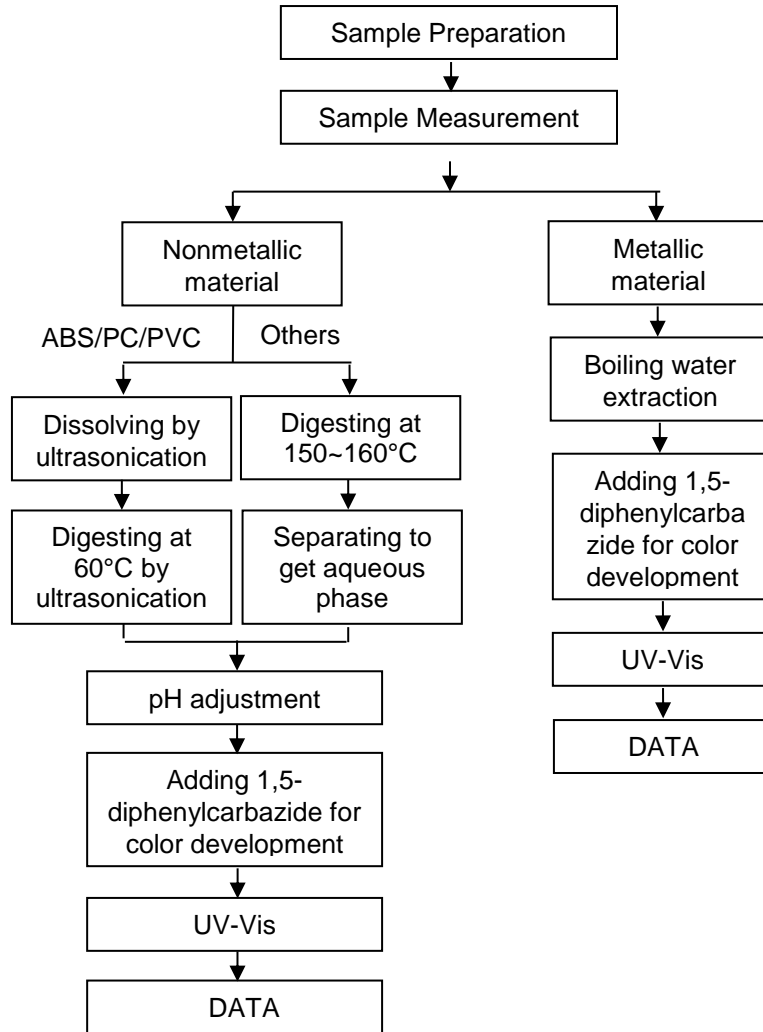 Sample Preparation
Sample Measurement
Nonmetallic
material
Metallic
material
ABS/PC/PVC
Others
Boiling water
extraction
Dissolving by
ultrasonication
Digesting at
150~160°C
Adding 1,5-
diphenylcarba
zide for color
development
Digesting at
60°C by
ultrasonication
Separating to
get aqueous
phase
UV-Vis
pH adjustment
DATA
Adding 1,5-
diphenylcarbazide for
color development
UV-Vis
DATA